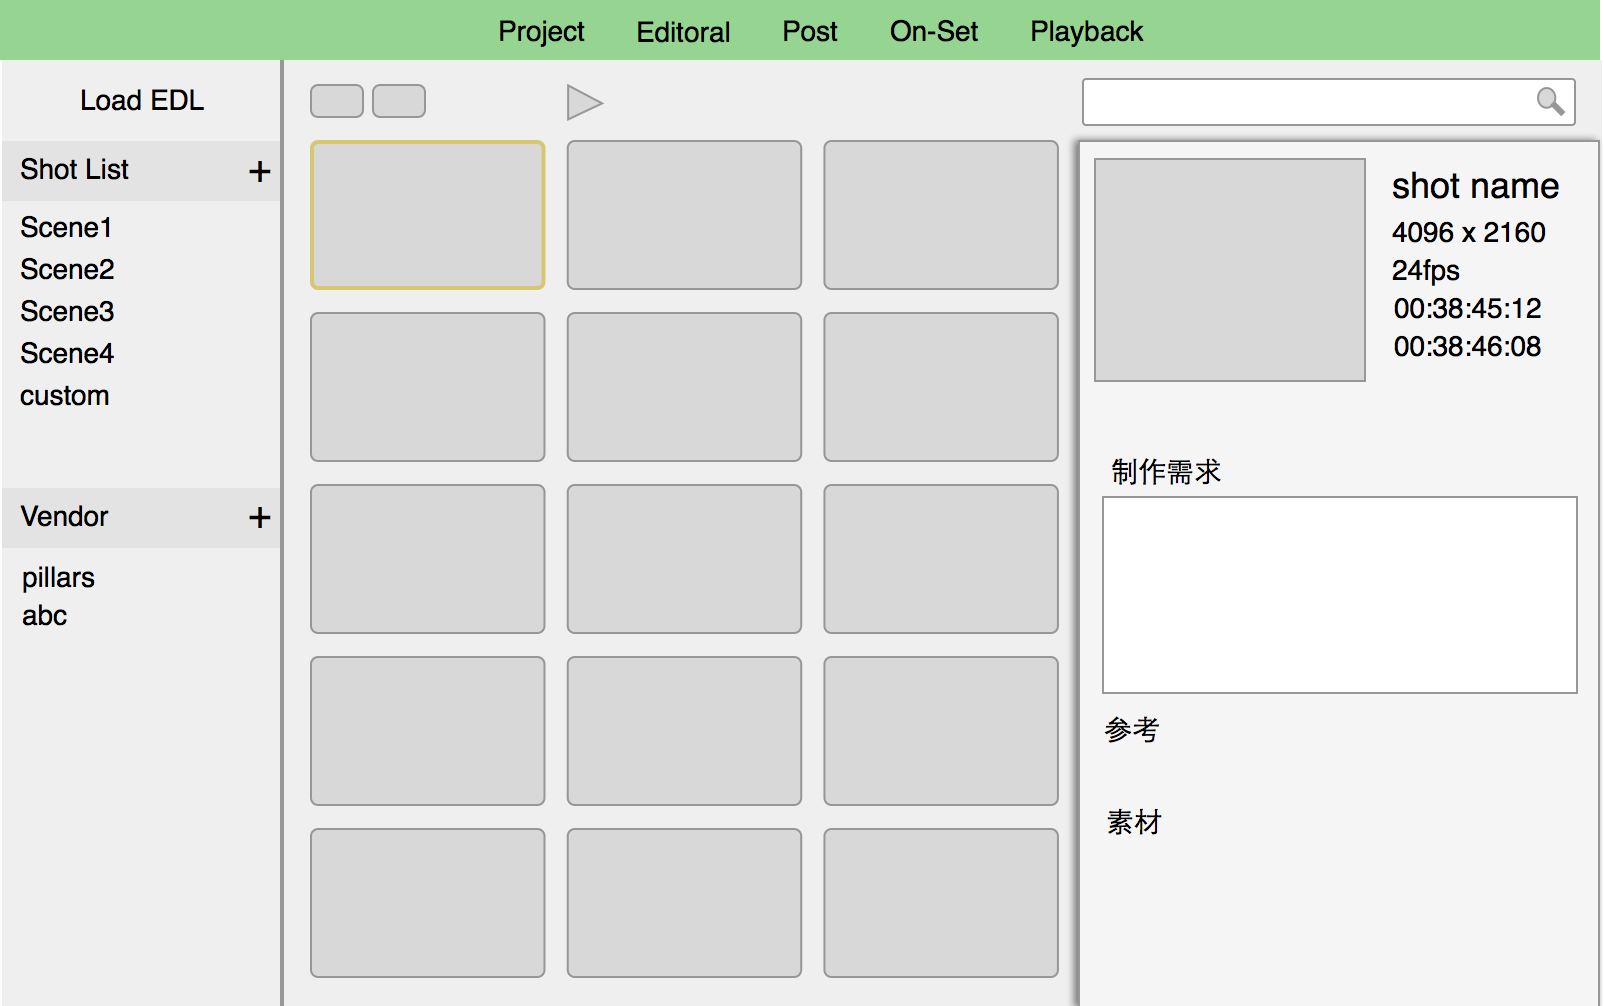 Project Editoral Post On-Set Playback
Load EDL
Shot List +
Scene1
Scene2
Scene3
Scene4
custom
Vendor +
pillars
abc
shot name
4096 x 2160
24fps
00:38:45:12
00:38:46:08
制作需求
参考
素材